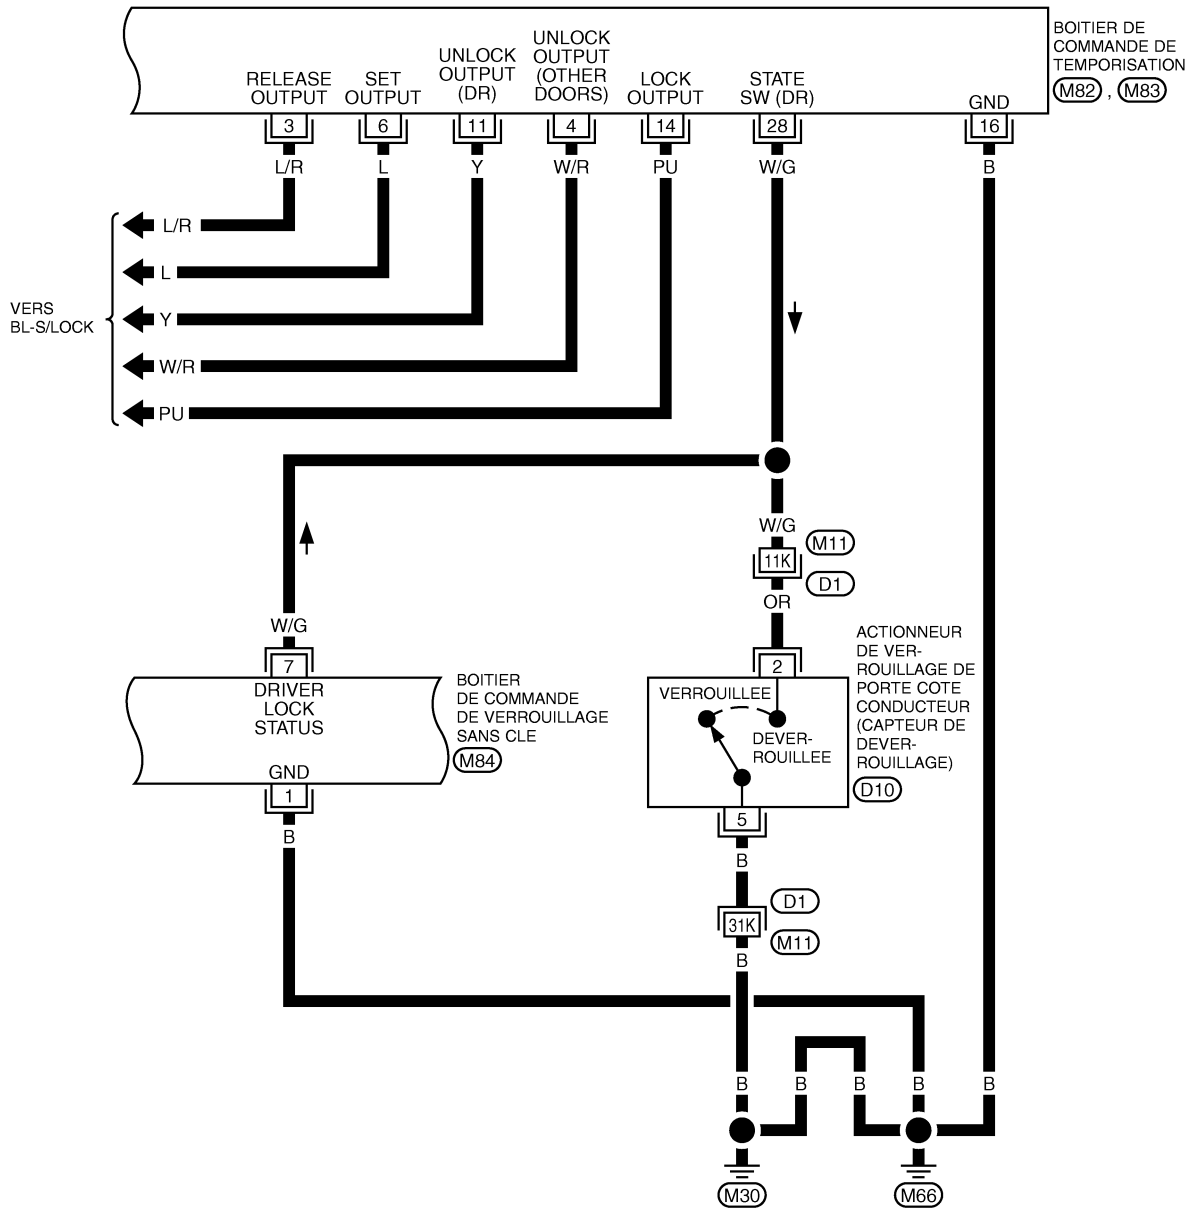 BOITIER DE
COMMANDE DE
TEMPORISATION
M82 , M83
RELEASE
OUTPUT
SET
OUTPUT
UNLOCK
OUTPUT
(DR)
UNLOCK
OUTPUT
(OTHER
DOORS)
LOCK
OUTPUT
STATE
SW (DR)
GND
3
6
11
4
14
28
16
L/R
L
Y
W/R
PU
W/G
B
L/R
L
Y
W/R
PU
VERS
BL-S/LOCK
W/G
M11
11K
D1
OR
W/G
7
DRIVER
LOCK
STATUS
GND
1
BOITIER
DE COMMANDE
DE VERROUILLAGE
SANS CLE
M84
2
VERROUILLEE
DEVER-
ROUILLEE
5
ACTIONNEUR
DE VER-
ROUILLAGE DE
PORTE COTE
CONDUCTEUR
(CAPTEUR DE
DEVER-
ROUILLAGE)
D10
B
B
D1
31K
M11
B
B
B
B
B
B
M30
M66